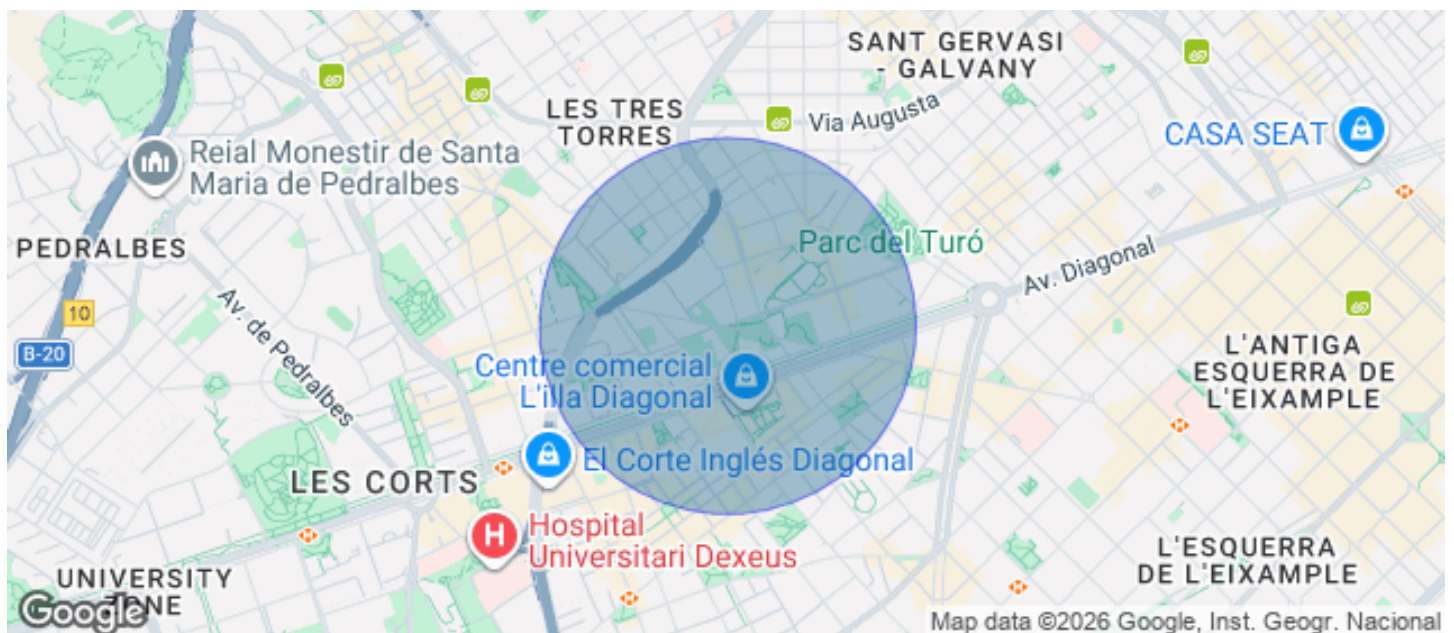 SANT GERVASI
- GALVANY
LES TRES
TORRES
Via Augusta
CASA SEAT
Reial Monestir de Santa
Maria de Pedralbes
PEDRALBES
Parc del Turó
Av. Diagonal
10
B-20
Av. de Pedralbes
Centre comercial
L'illa Diagonal
L'ANTIGA
ESQUERRA DE
L'EIXAMPLE
El Corte Inglés Diagonal
LES CORTS
H
Hospital
Universitari Dexeus
L'ESQUERRA
DE L'EIXAMPLE
UNIVERSITY
ZONE
Google
Map data ©2026 Google, Inst. Geogr. Nacional